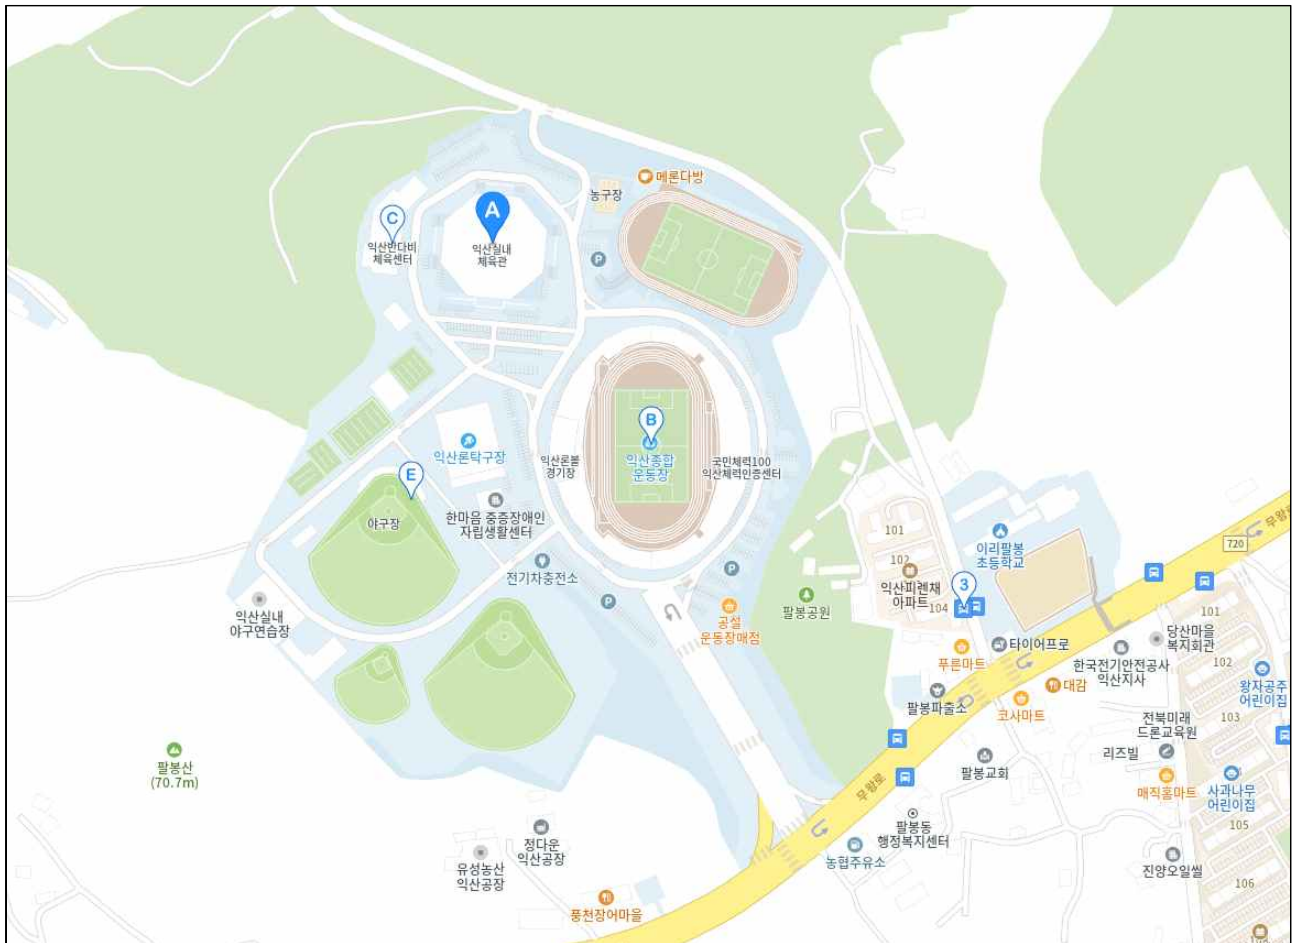 메론다방
농구장
P
A
익산실내
체육관
C
익산반다비
체육센터
B
익산종합
운동장
익산론볼
경기장
국민체력100
익산체력인증센터
익산론탁구장
E
야구장
한마음 중증장애인
자립생활센터
전기차충전소
P
P
공설
운동장매점
팔봉공원
익산실내
야구연습장
팔봉산
(70.7m)
101
102
익산피렌채
아파트
104
3
이리팔봉
초등학교
무왕로
720
푸른마트
타이어프로
팔봉파출소
대감
코사마트
한국전기안전공사
익산지사
당산마을
복지회관
101
102
103
왕자공주
어린이집
전북미래
드론교육원
리즈빌
매직홈마트
사과나무
어린이집
105
106
진양오일씰
팔봉교회
무왕로
팔봉동
행정복지센터
농협주유소
정다운
익산공장
유성농산
익산공장
풍천장어마을